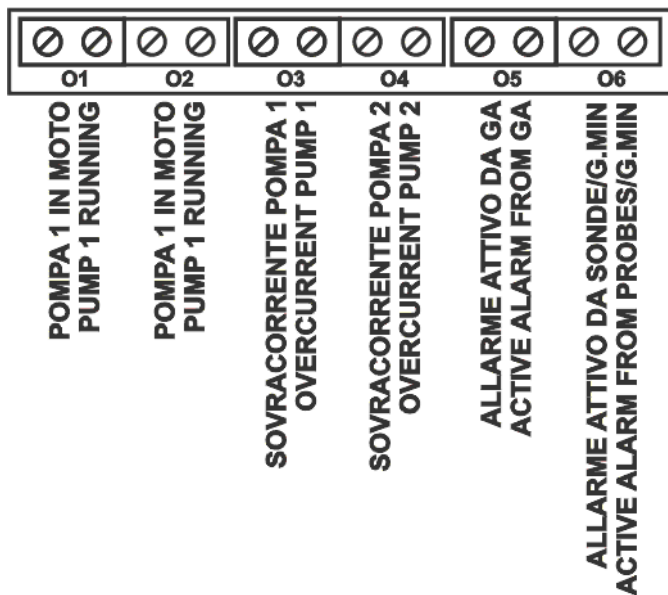 O1
O2
O3
O4
O5
O6
POMPA 1 IN MOTO
PUMP 1 RUNNING
POMPA 1 IN MOTO
PUMP 1 RUNNING
SOVRACORRENTE POMPA 1
OVERCURRENT PUMP 1
SOVRACORRENTE POMPA 2
OVERCURRENT PUMP 2
ALLARME ATTIVO DA GA
ACTIVE ALARM FROM GA
ALLARME ATTIVO DA SONDE/G.MIN
ACTIVE ALARM FROM PROBES/G.MIN